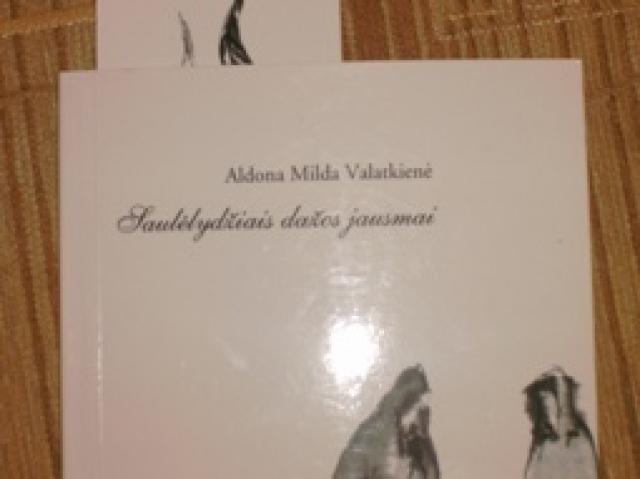 Aldona Milda Valatkienė
Saulėlydžiais dažos jausmai